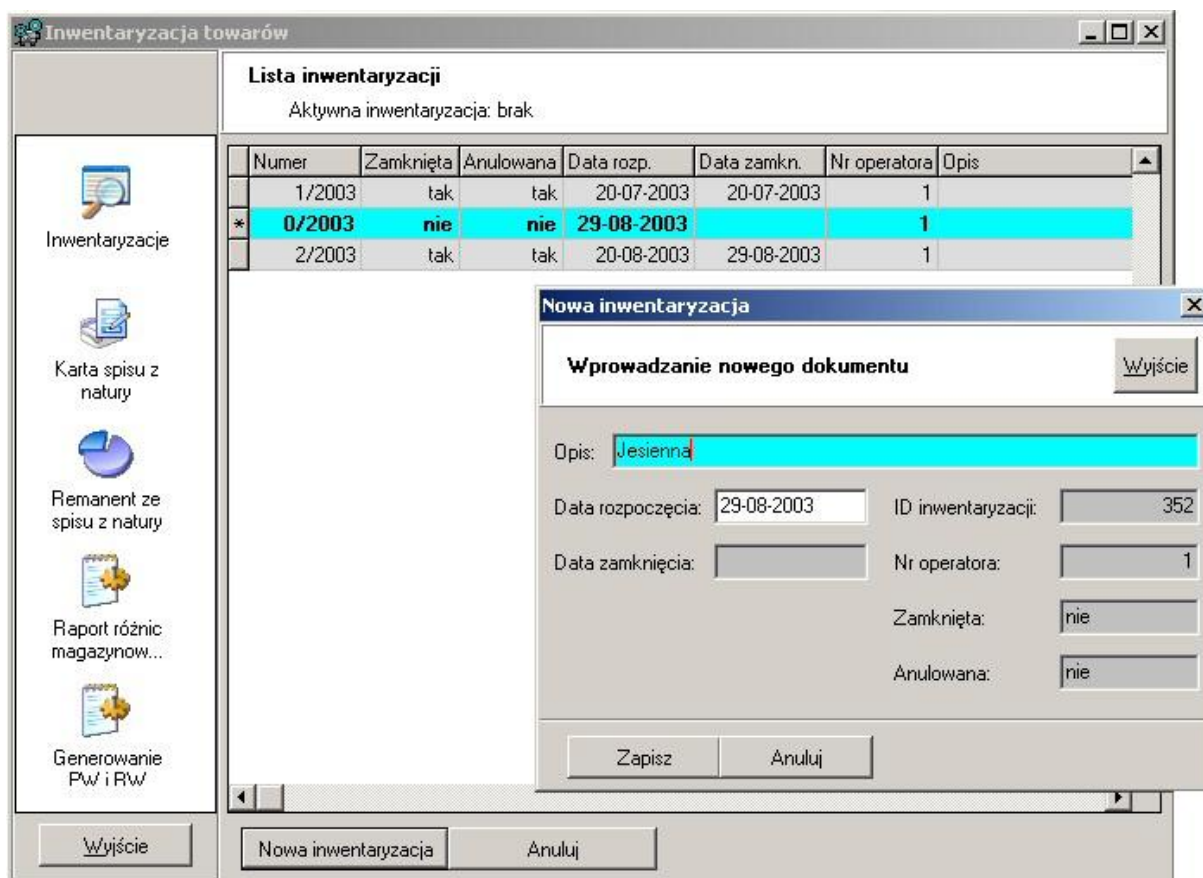 Inwentaryzacja towarów
Lista inwentaryzacji
Aktywna inwentaryzacja: brak
Inwentaryzacje
Karta spisu z
natury
Remanent ze
spisu z natury
Raport różnic
magazynow...
Generowanie
PW i RW
Wyjście
Numer Zamknięta Anulowana Data rozp. Data zamkn. Nr operatora Opis
1/2003 tak tak 20-07-2003 20-07-2003 1
* 0/2003 nie nie 29-08-2003 1
2/2003 tak tak 20-08-2003 29-08-2003 1
Nowa inwentaryzacja
Wprowadzanie nowego dokumentu
Wyjście
Opis: Jesienna
Data rozpoczęcia: 29-08-2003 ID inwentaryzacji: 352
Data zamknięcia: Nr operatora: 1
Zamknięta: nie
Anulowana: nie
Zapisz Anuluj
Nowa inwentaryzacja Anuluj